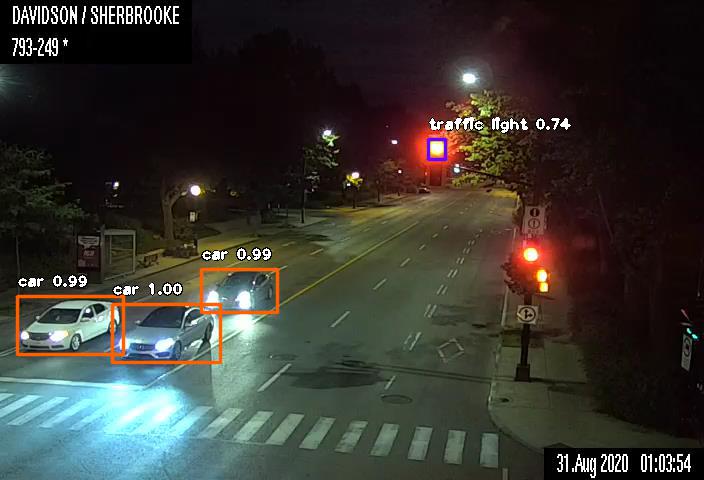 DAVIDSON / SHERBROOKE
793-249 *
traffic light 0.74
car 0.99
car 0.99
car 1.00
31.Aug 2020 01:03:54